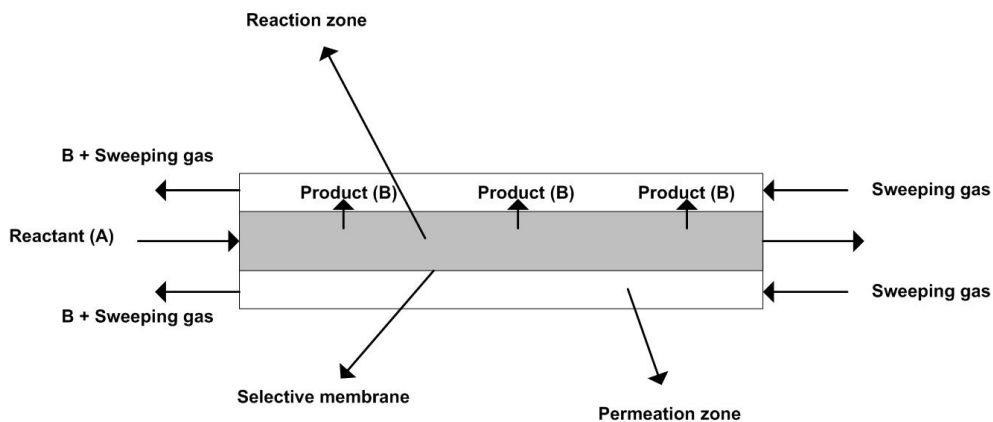 Reaction zone
B + Sweeping gas
Product (B) Product (B) Product (B)
Sweeping gas
Reactant (A)
Sweeping gas
B + Sweeping gas
Selective membrane
Permeation zone